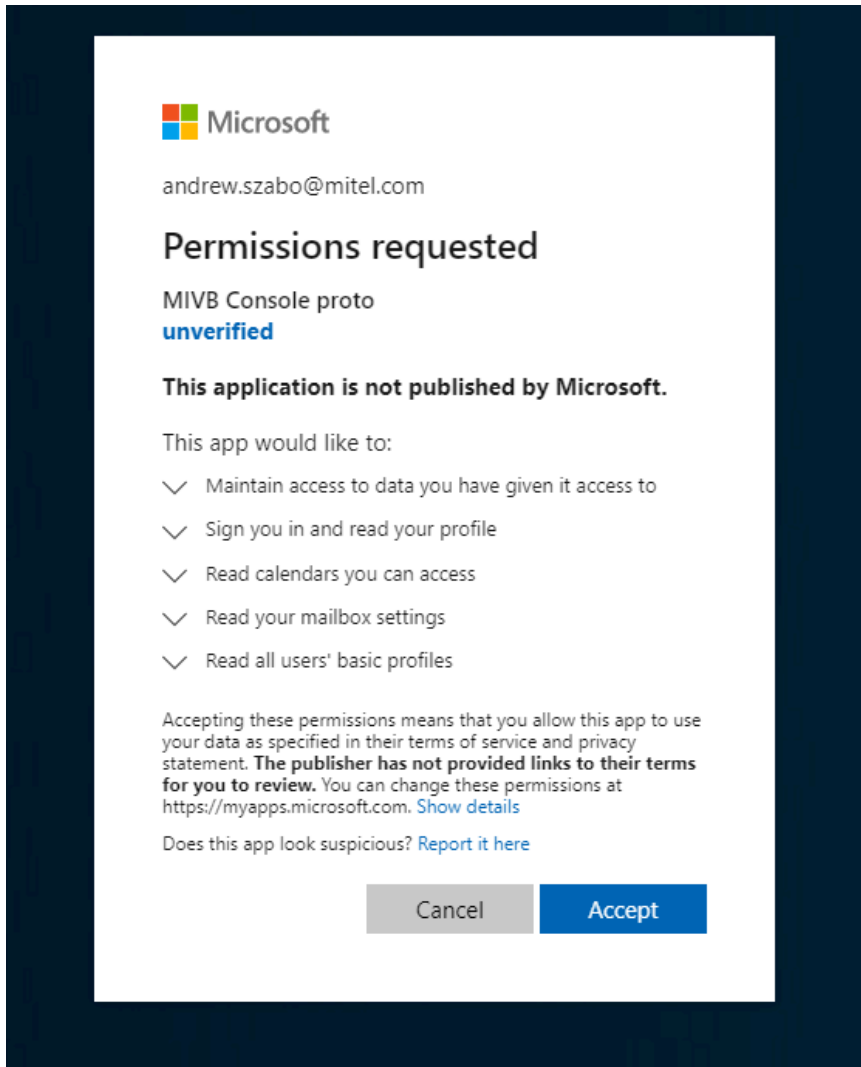 Microsoft
andrew.szabo@mitel.com
Permissions requested
MIVB Console proto
unverified
This application is not published by Microsoft.
This app would like to:
Maintain access to data you have given it access to
Sign you in and read your profile
Read calendars you can access
Read your mailbox settings
Read all users' basic profiles
Accepting these permissions means that you allow this app to use
your data as specified in their terms of service and privacy
statement. The publisher has not provided links to their terms
for you to review. You can change these permissions at
https://myapps.microsoft.com. Show details
Does this app look suspicious? Report it here
Cancel Accept